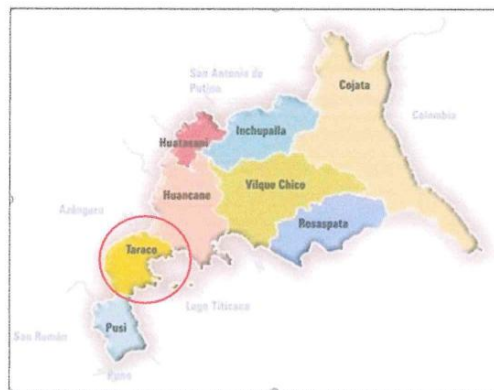 San Antonio de
Putina
Cojata
Colombia
Inchupalla
Huatasani
Vilque Chico
Huancane
Azángaro
Rosaspata
Taraco
Lago Titicaca
Pusi
San Román
Puno